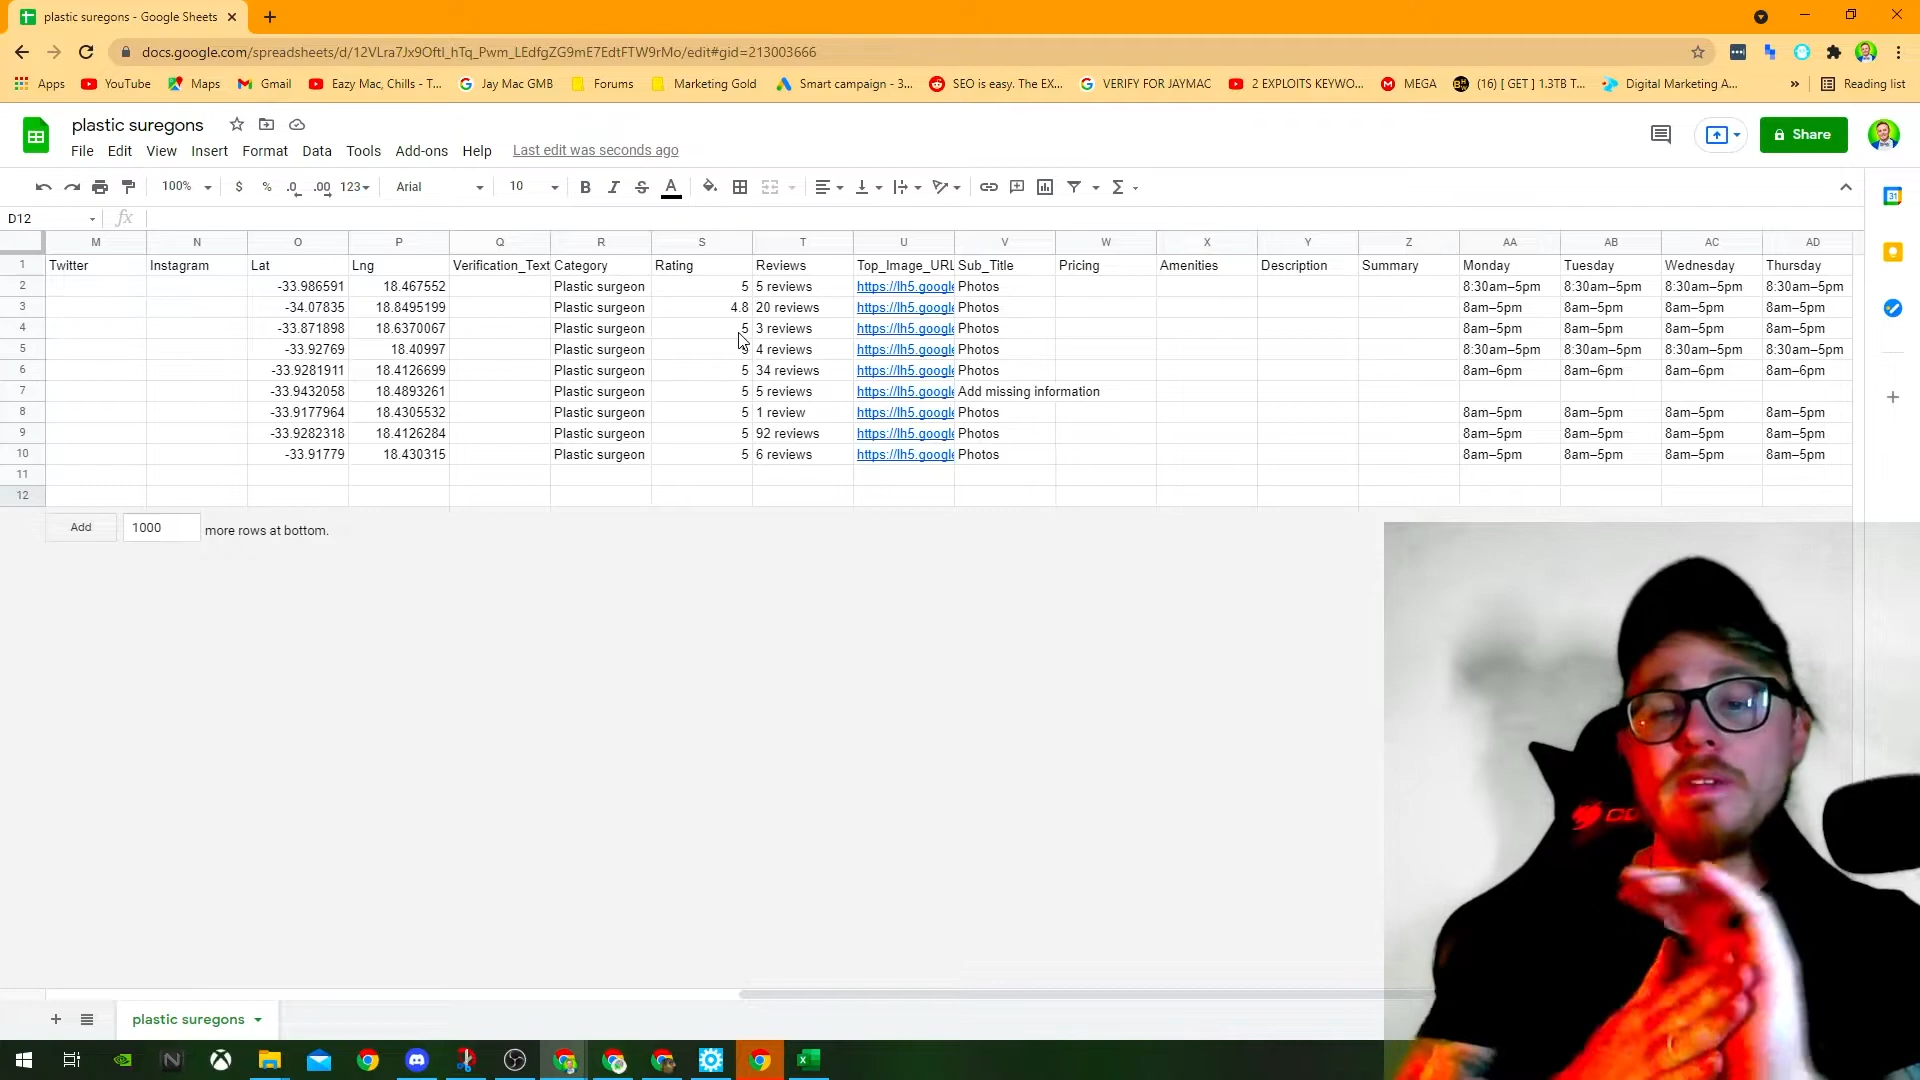 plastic suregons - Google Sheets
docs.google.com/spreadsheets/d/12VLra7Jx9OftI_hTq_Pwm_LEdfgZG9mE7EdtFTW9rMo/edit#gid=213003666
Apps YouTube Maps Gmail Eazy Mac, Chills - T... Jay Mac GMB Forums Marketing Gold Smart campaign - 3... SEO is easy. The EX... VERIFY FOR JAYMAC 2 EXPLOITS KEYWO... MEGA (16) [ GET ] 1.3TB T... Digital Marketing A... » Reading list
plastic suregons
Share
File Edit View Insert Format Data Tools Add-ons Help Last edit was seconds ago
100% $ % .0 .00 123 Arial 10 B I S A Σ
D12 fx
M N O P Q R S T U V W X Y Z AA AB AC AD
1 Twitter Instagram Lat Lng Verification_Text Category Rating Reviews Top_Image_URL Sub_Title Pricing Amenities Description Summary Monday Tuesday Wednesday Thursday
2 -33.986591 18.467552 Plastic surgeon 5 5 reviews https://lh5.google Photos 8:30am–5pm 8:30am–5pm 8:30am–5pm 8:30am–5pm
3 -34.07835 18.8495199 Plastic surgeon 4.8 20 reviews https://lh5.google Photos 8am–5pm 8am–5pm 8am–5pm 8am–5pm
4 -33.871898 18.6370067 Plastic surgeon 5 3 reviews https://lh5.google Photos 8am–5pm 8am–5pm 8am–5pm 8am–5pm
5 -33.92769 18.40997 Plastic surgeon 5 4 reviews https://lh5.google Photos 8:30am–5pm 8:30am–5pm 8:30am–5pm 8:30am–5pm
6 -33.9281911 18.4126699 Plastic surgeon 5 34 reviews https://lh5.google Photos 8am–6pm 8am–6pm 8am–6pm 8am–6pm
7 -33.9432058 18.4893261 Plastic surgeon 5 5 reviews https://lh5.google Add missing information
8 -33.9177964 18.4305532 Plastic surgeon 5 1 review https://lh5.google Photos 8am–5pm 8am–5pm 8am–5pm 8am–5pm
9 -33.9282318 18.4126284 Plastic surgeon 5 92 reviews https://lh5.google Photos 8am–5pm 8am–5pm 8am–5pm 8am–5pm
10 -33.91779 18.430315 Plastic surgeon 5 6 reviews https://lh5.google Photos 8am–5pm 8am–5pm 8am–5pm 8am–5pm
11
12
Add 1000 more rows at bottom.
plastic suregons